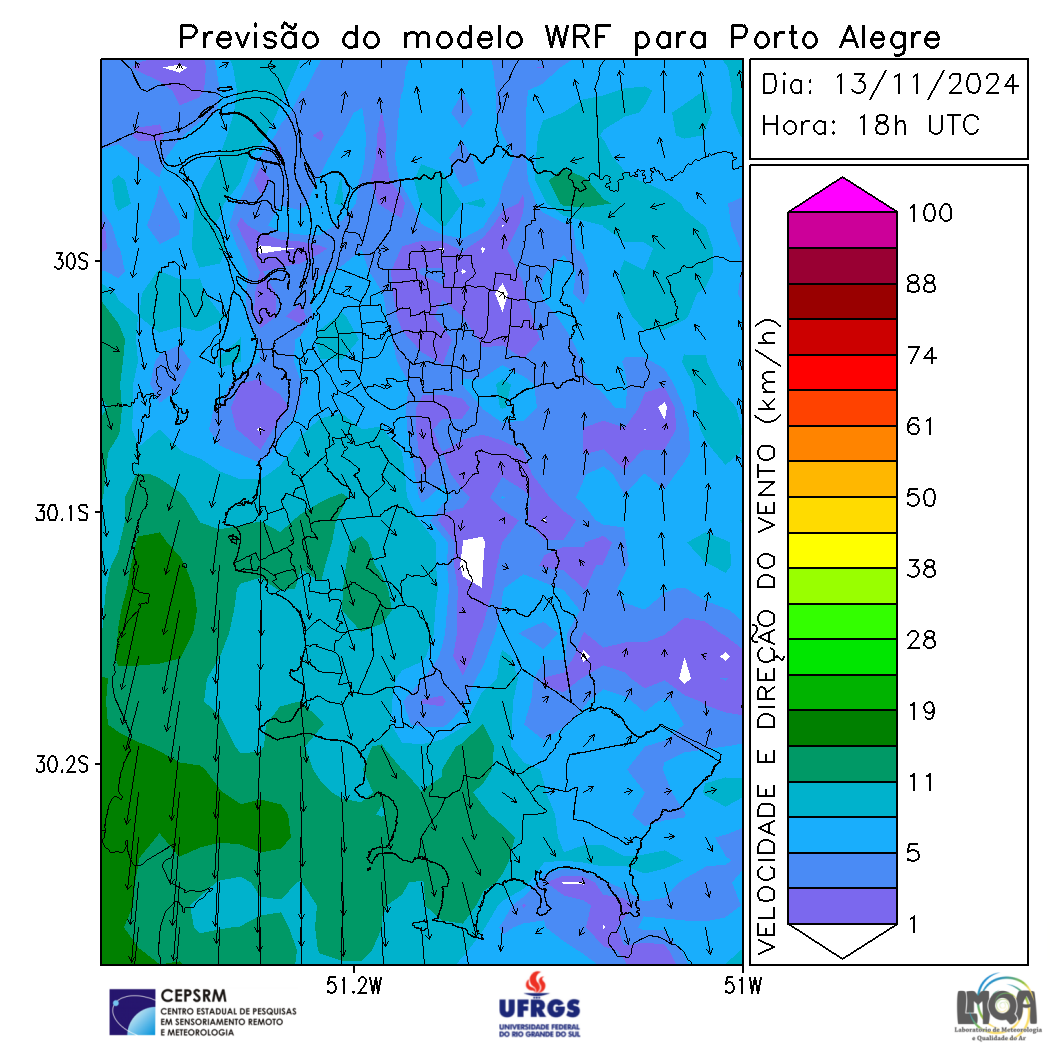 Previsão do modelo WRF para Porto Alegre
Dia: 13/11/2024
Hora: 18h UTC
30S
30.1S
30.2S
51.2W
51W
VELOCIDADE E DIREÇÃO DO VENTO (km/h)
100
88
74
61
50
38
28
19
11
5
1
CEPSRM
CENTRO ESTADUAL DE PESQUISAS
EM SENSORIAMENTO REMOTO
E METEOROLOGIA
UFRGS
UNIVERSIDADE FEDERAL
DO RIO GRANDE DO SUL
LMQA
Laboratório de Meteorologia
e Qualidade do Ar